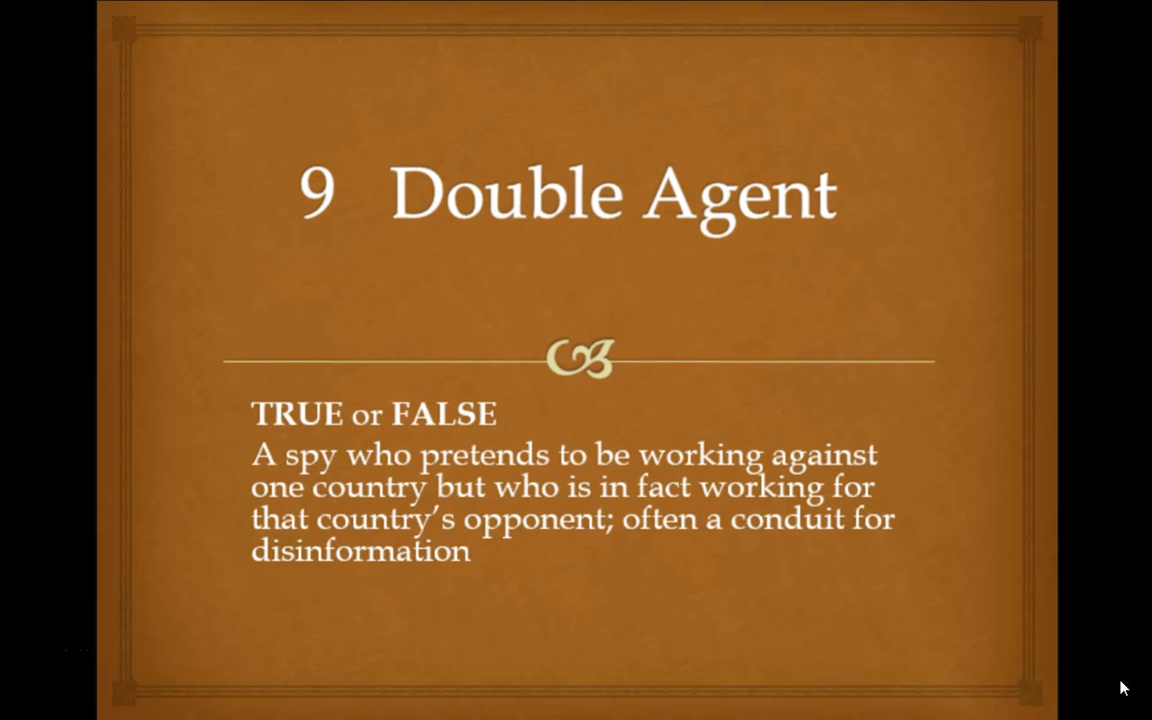 9 Double Agent
TRUE or FALSE
A spy who pretends to be working against
one country but who is in fact working for
that country’s opponent; often a conduit for
disinformation